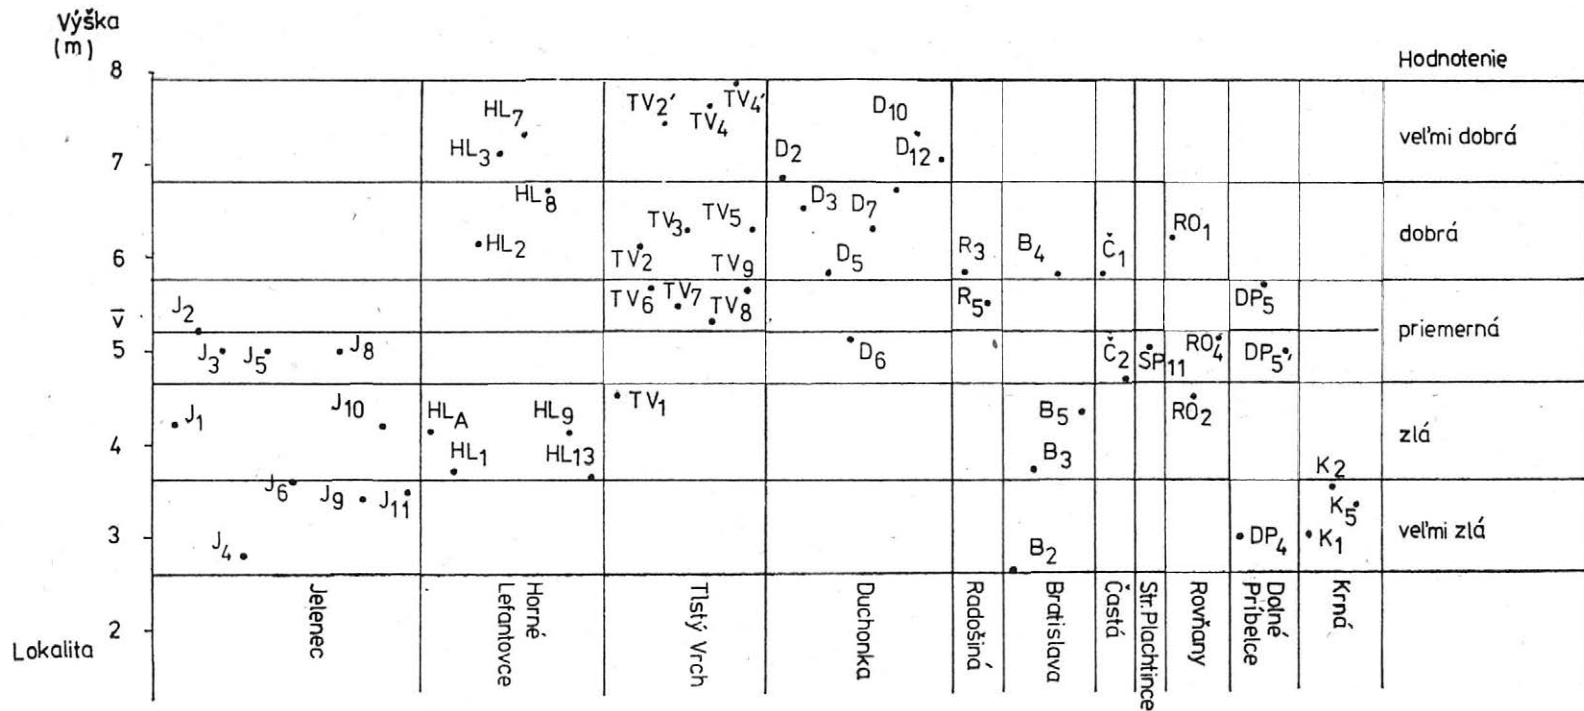 Výška
(m)
Hodnotenie
8
TV2' TV4'
HL7 TV4 D10
veľmi dobrá
HL3 D2 D12
7
HL8 D3 D7
TV3 TV5 RO1
dobrá
HL2 TV2 TV9 D5 R3 B4 Č1
6
TV6 TV7 TV8 R5 DP5
J2
v̅
priemerná
J3 J5 J8 D6 Č2 SP11 RO4 DP5'
5
J1 J10 HLA HL9 TV1 B5 RO2
zlá
4
HL1 HL13 B3 K2
J6 J9 J11 K5
veľmi zlá
3
J4 B2 DP4 K1
2
Lokalita
Jelenec
Horné
Lefantovce
Tlstý Vrch
Duchonka
Radošiná
Bratislava
Častá
Str.Plachtince
Rovňany
Dolné
Príbelce
Krná